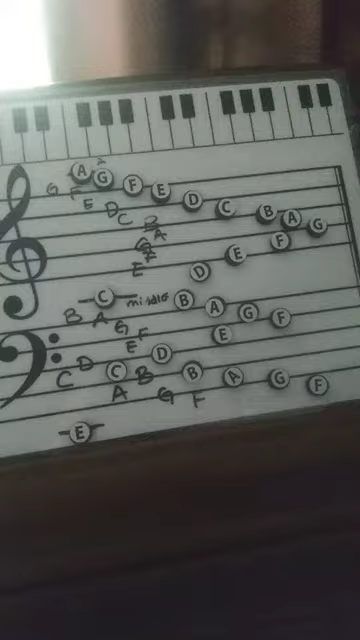 A G F E D C B A G F E D
G F E D C B A G F E
C middle B A G F E D C B A G F
B A G F E D C B A G F
E